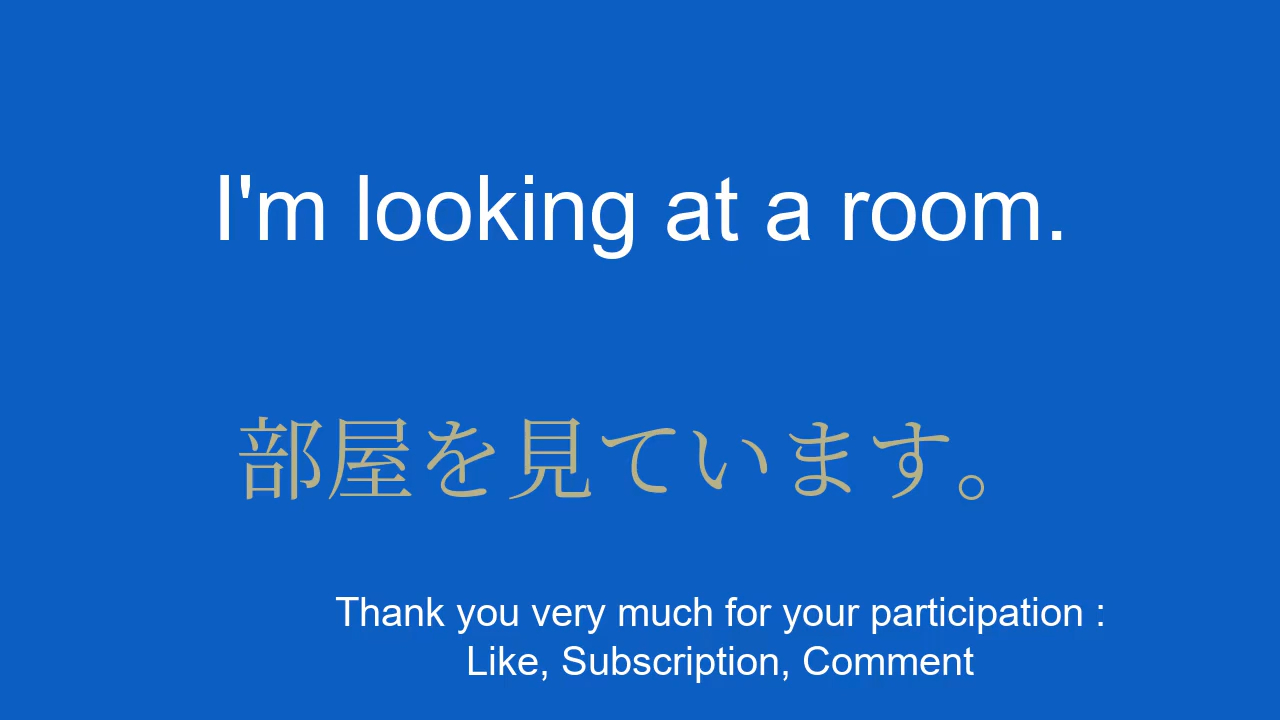 I'm looking at a room.
部屋を見ています。
Thank you very much for your participation :
Like, Subscription, Comment